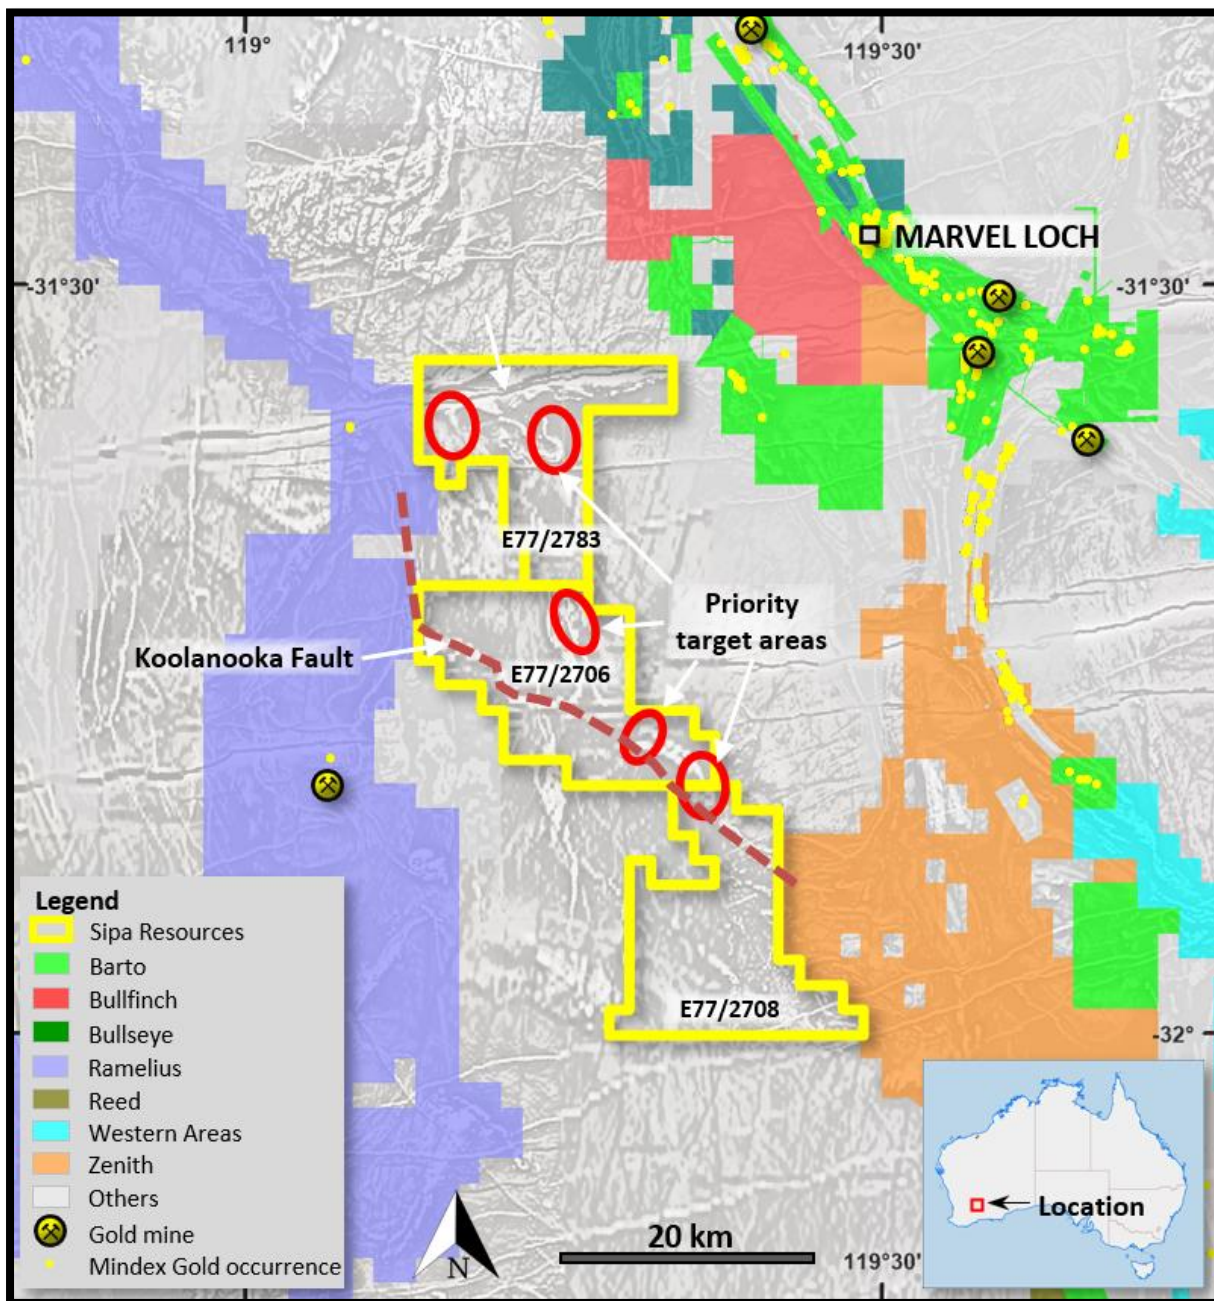 119°
119°30'
MARVEL LOCH
-31°30'
-31°30'
E77/2783
Priority
target areas
Koolanooka Fault
E77/2706
E77/2708
-32°
Legend
Sipa Resources
Barto
Bullfinch
Bullseye
Ramelius
Reed
Western Areas
Zenith
Others
Gold mine
Mindex Gold occurrence
N
20 km
119°30'
Location